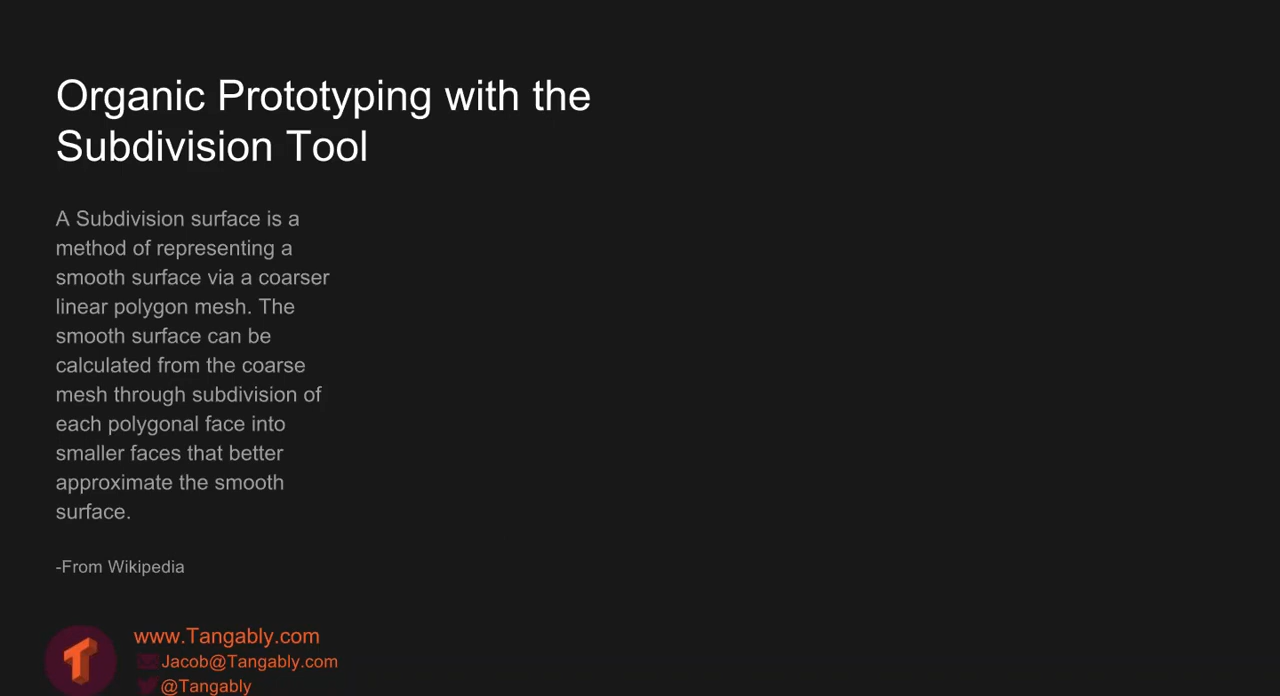 Organic Prototyping with the
Subdivision Tool
A Subdivision surface is a
method of representing a
smooth surface via a coarser
linear polygon mesh. The
smooth surface can be
calculated from the coarse
mesh through subdivision of
each polygonal face into
smaller faces that better
approximate the smooth
surface.
-From Wikipedia
www.Tangably.com
Jacob@Tangably.com
@Tangably